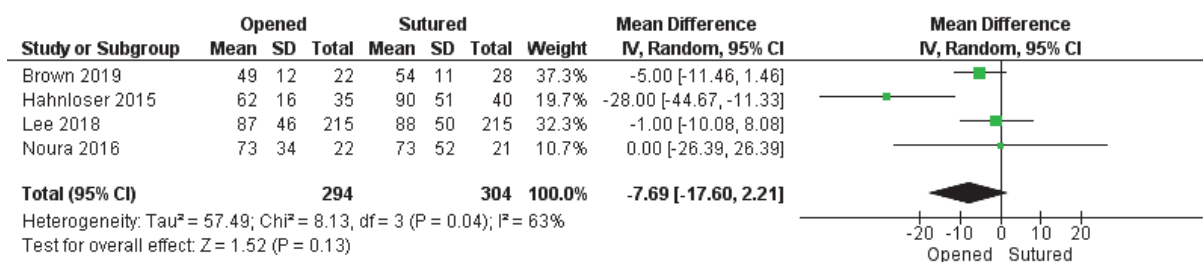 Opened Sutured Mean Difference Mean Difference
Study or Subgroup Mean SD Total Mean SD Total Weight IV, Random, 95% CI IV, Random, 95% CI
Brown 2019 49 12 22 54 11 28 37.3% -5.00 [-11.46, 1.46]
Hahnloser 2015 62 16 35 90 51 40 19.7% -28.00 [-44.67, -11.33]
Lee 2018 87 46 215 88 50 215 32.3% -1.00 [-10.08, 8.08]
Noura 2016 73 34 22 73 52 21 10.7% 0.00 [-26.39, 26.39]
Total (95% CI) 294 304 100.0% -7.69 [-17.60, 2.21]
Heterogeneity: Tau² = 57.49; Chi² = 8.13, df = 3 (P = 0.04); I² = 63%
Test for overall effect: Z = 1.52 (P = 0.13)
-20 -10 0 10 20
Opened Sutured